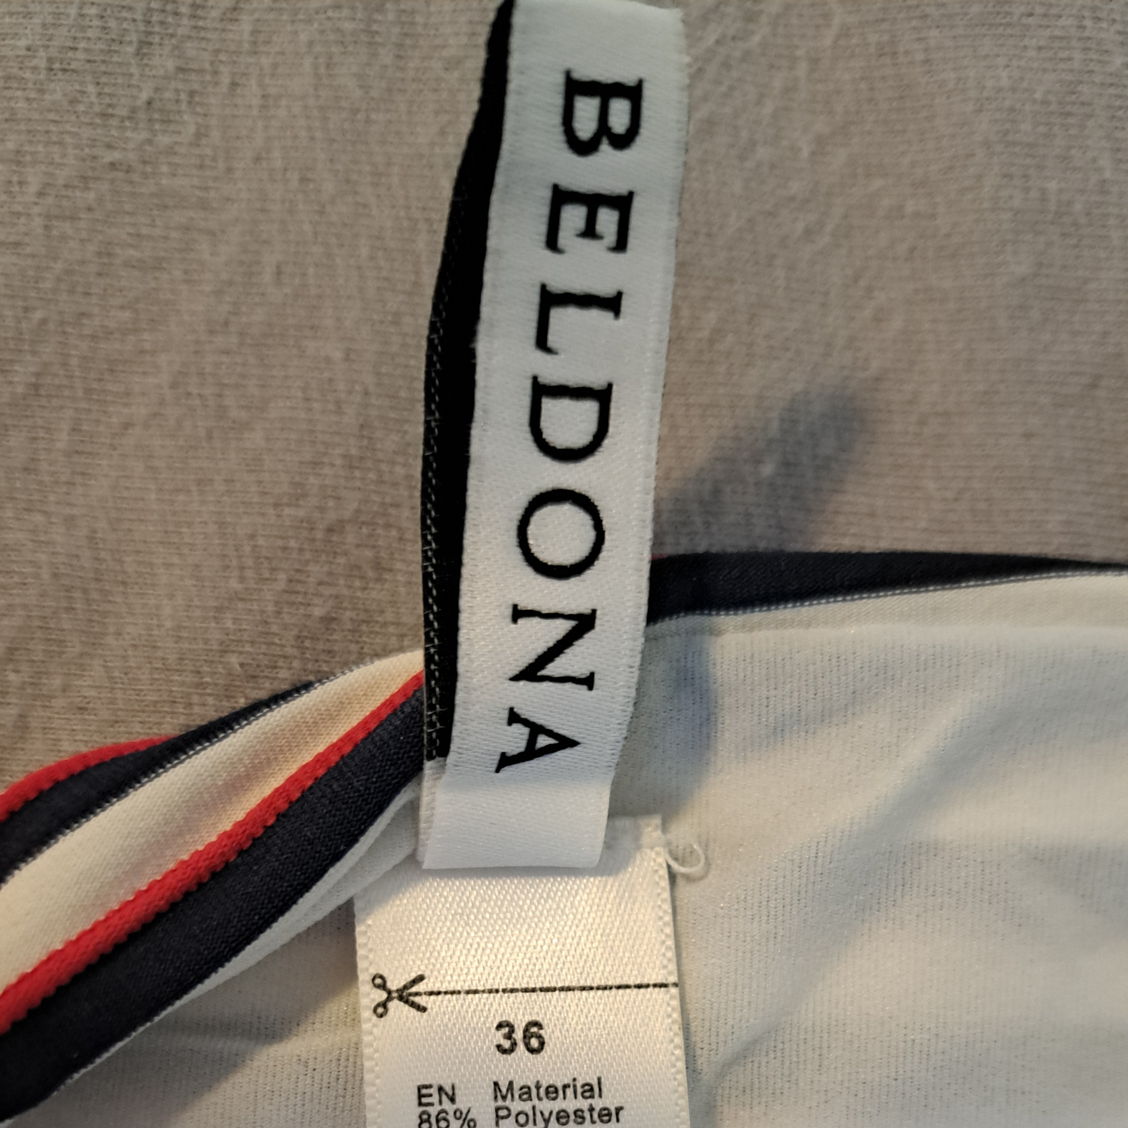 BELDONA
36
EN Material
86% Polyester